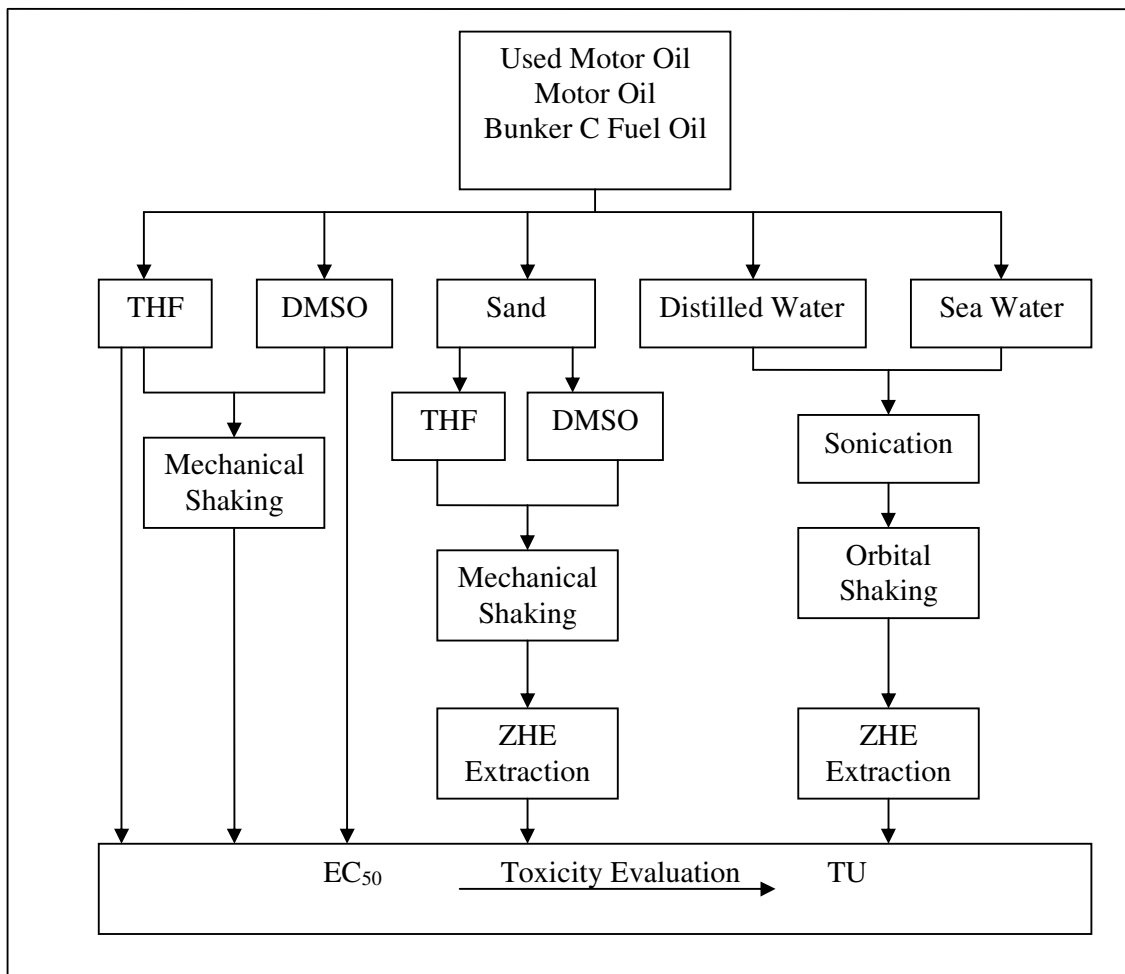 Used Motor Oil
Motor Oil
Bunker C Fuel Oil
THF
DMSO
Sand
Distilled Water
Sea Water
THF
DMSO
Sonication
Mechanical
Shaking
Orbital
Shaking
Mechanical
Shaking
ZHE
Extraction
ZHE
Extraction
EC₅₀ Toxicity Evaluation TU